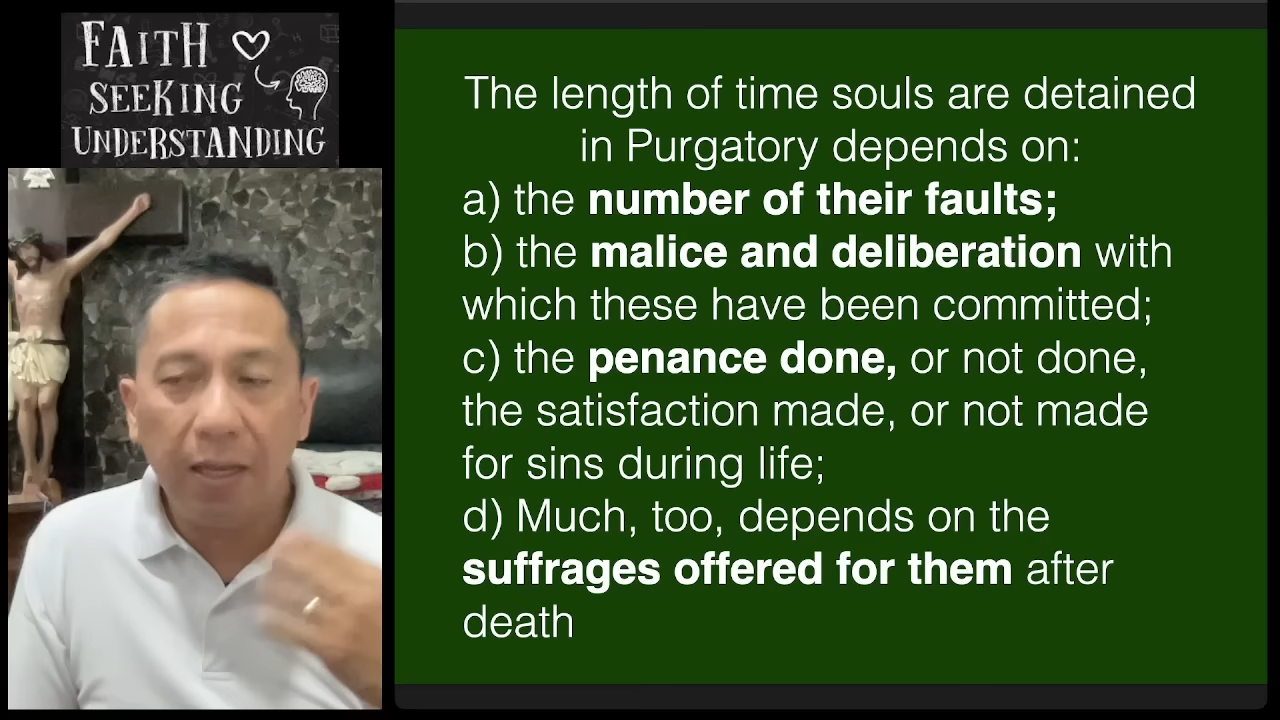 FAITH
SEEKING
UNDERSTANDING
The length of time souls are detained
in Purgatory depends on:
a) the number of their faults;
b) the malice and deliberation with
which these have been committed;
c) the penance done, or not done,
the satisfaction made, or not made
for sins during life;
d) Much, too, depends on the
suffrages offered for them after
death